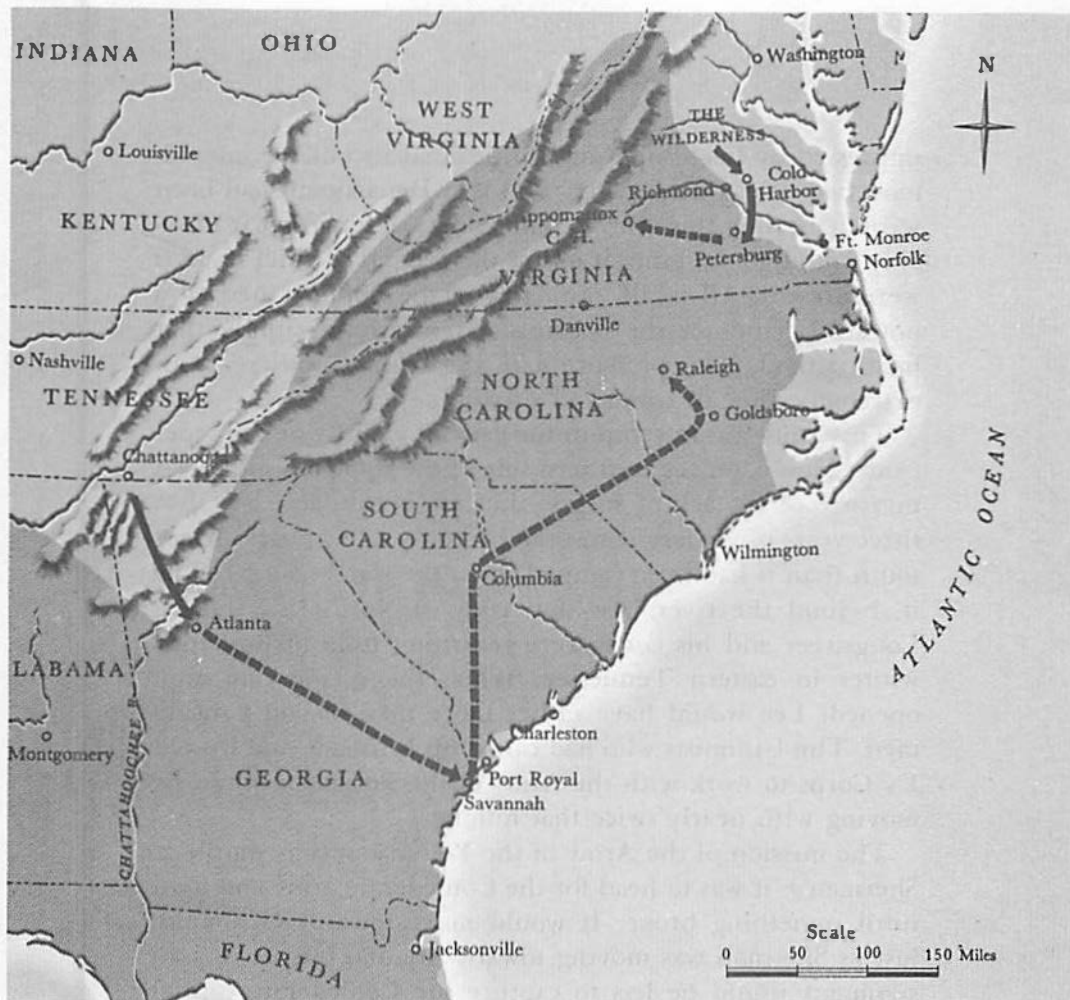 INDIANA
OHIO
Washington
WEST
VIRGINIA
THE
WILDERNESS
Louisville
Cold
Harbor
Richmond
KENTUCKY
Appomattox
C. H.
Ft. Monroe
Petersburg
Norfolk
VIRGINIA
Danville
Nashville
Raleigh
NORTH
CAROLINA
TENNESSEE
Goldsboro
Chattanooga
SOUTH
CAROLINA
Wilmington
Columbia
ATLANTIC OCEAN
Atlanta
LABAMA
Charleston
Montgomery
CHATTAHOOCHEE R.
GEORGIA
Port Royal
Savannah
Jacksonville
FLORIDA
Scale
0 50 100 150 Miles
N